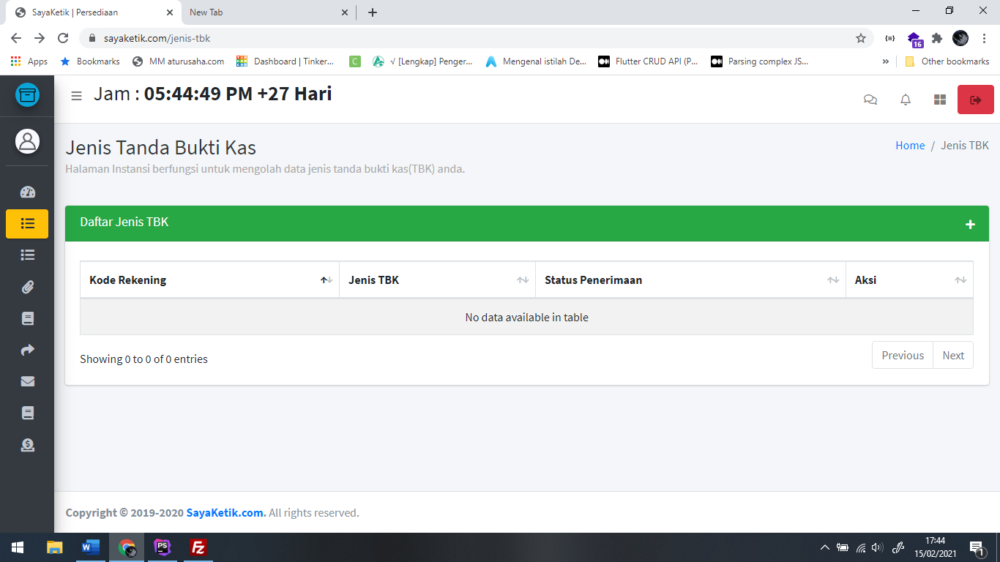 SayaKetik | Persediaan
New Tab
sayaketik.com/jenis-tbk
16
Apps
Bookmarks
MM aturusaha.com
Dashboard | Tinker...
C
√ [Lengkap] Penger...
Mengenal istilah De...
Flutter CRUD API (P...
Parsing complex JS...
»
Other bookmarks
Jam : 05:44:49 PM +27 Hari
Jenis Tanda Bukti Kas
Home / Jenis TBK
Halaman Instansi berfungsi untuk mengolah data jenis tanda bukti kas(TBK) anda.
Daftar Jenis TBK
Kode Rekening
Jenis TBK
Status Penerimaan
Aksi
No data available in table
Showing 0 to 0 of 0 entries
Previous
Next
Copyright © 2019-2020 SayaKetik.com. All rights reserved.
W
PS
FZ
17:44
15/02/2021
1